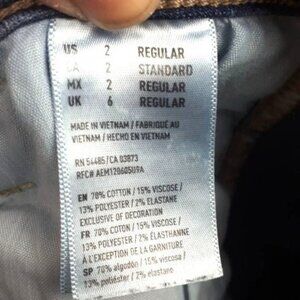 US 2 REGULAR
CA 2 STANDARD
MX 2 REGULAR
UK 6 REGULAR
MADE IN VIETNAM / FABRIQUÉ AU
VIETNAM / HECHO EN VIETNAM
RN 54485/CA 03873
RFC# AEM120605U9A
EN 70% COTTON / 15% VISCOSE /
13% POLYESTER / 2% ELASTANE
EXCLUSIVE OF DECORATION
FR 70% COTON / 15% VISCOSE /
13% POLYESTER / 2% ÉLASTHANNE
À L'EXCEPTION DE LA GARNITURE
SP 70% algodón / 15% viscosa /
13% poliéster / 2% elastano